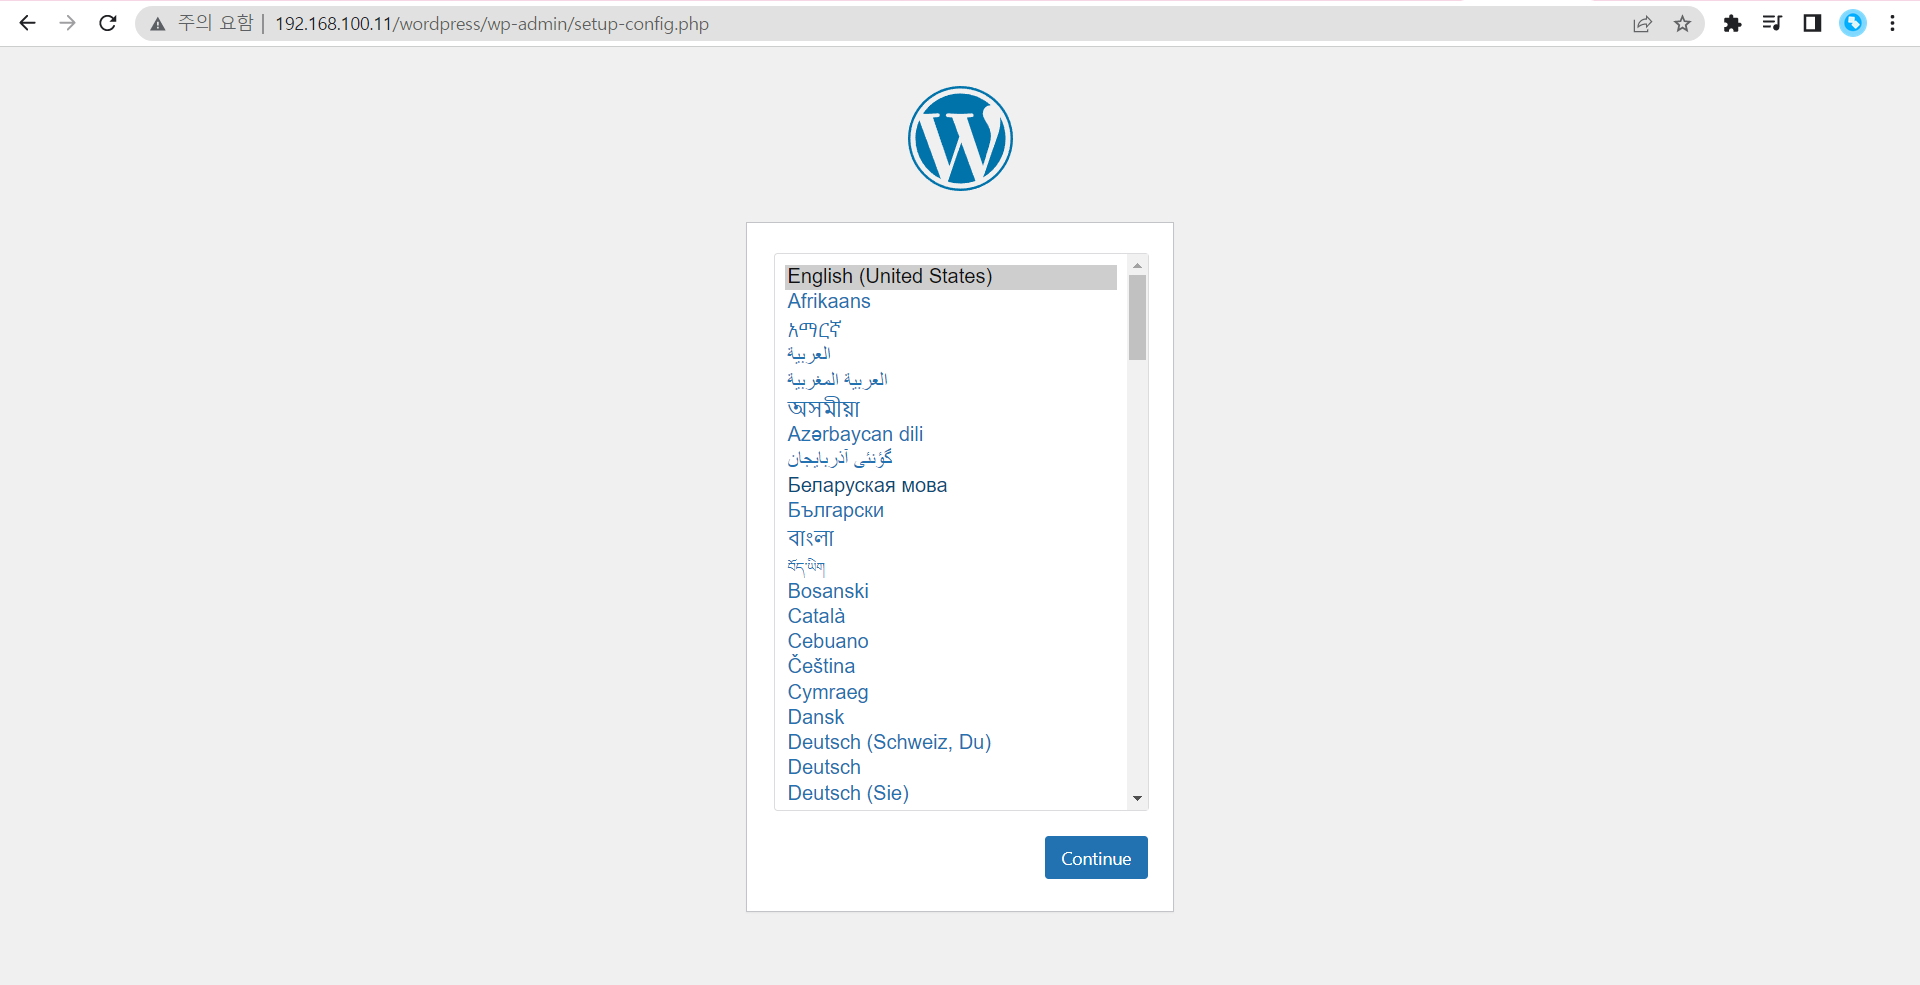 주의 요함 | 192.168.100.11/wordpress/wp-admin/setup-config.php
English (United States)
Afrikaans
አማርኛ
العربية
العربية المغربية
অসমীয়া
Azərbaycan dili
گؤنئی آذربایجان
Беларуская мова
Български
বাংলা
བོད་ཡིག
Bosanski
Català
Cebuano
Čeština
Cymraeg
Dansk
Deutsch (Schweiz, Du)
Deutsch
Deutsch (Sie)
Continue